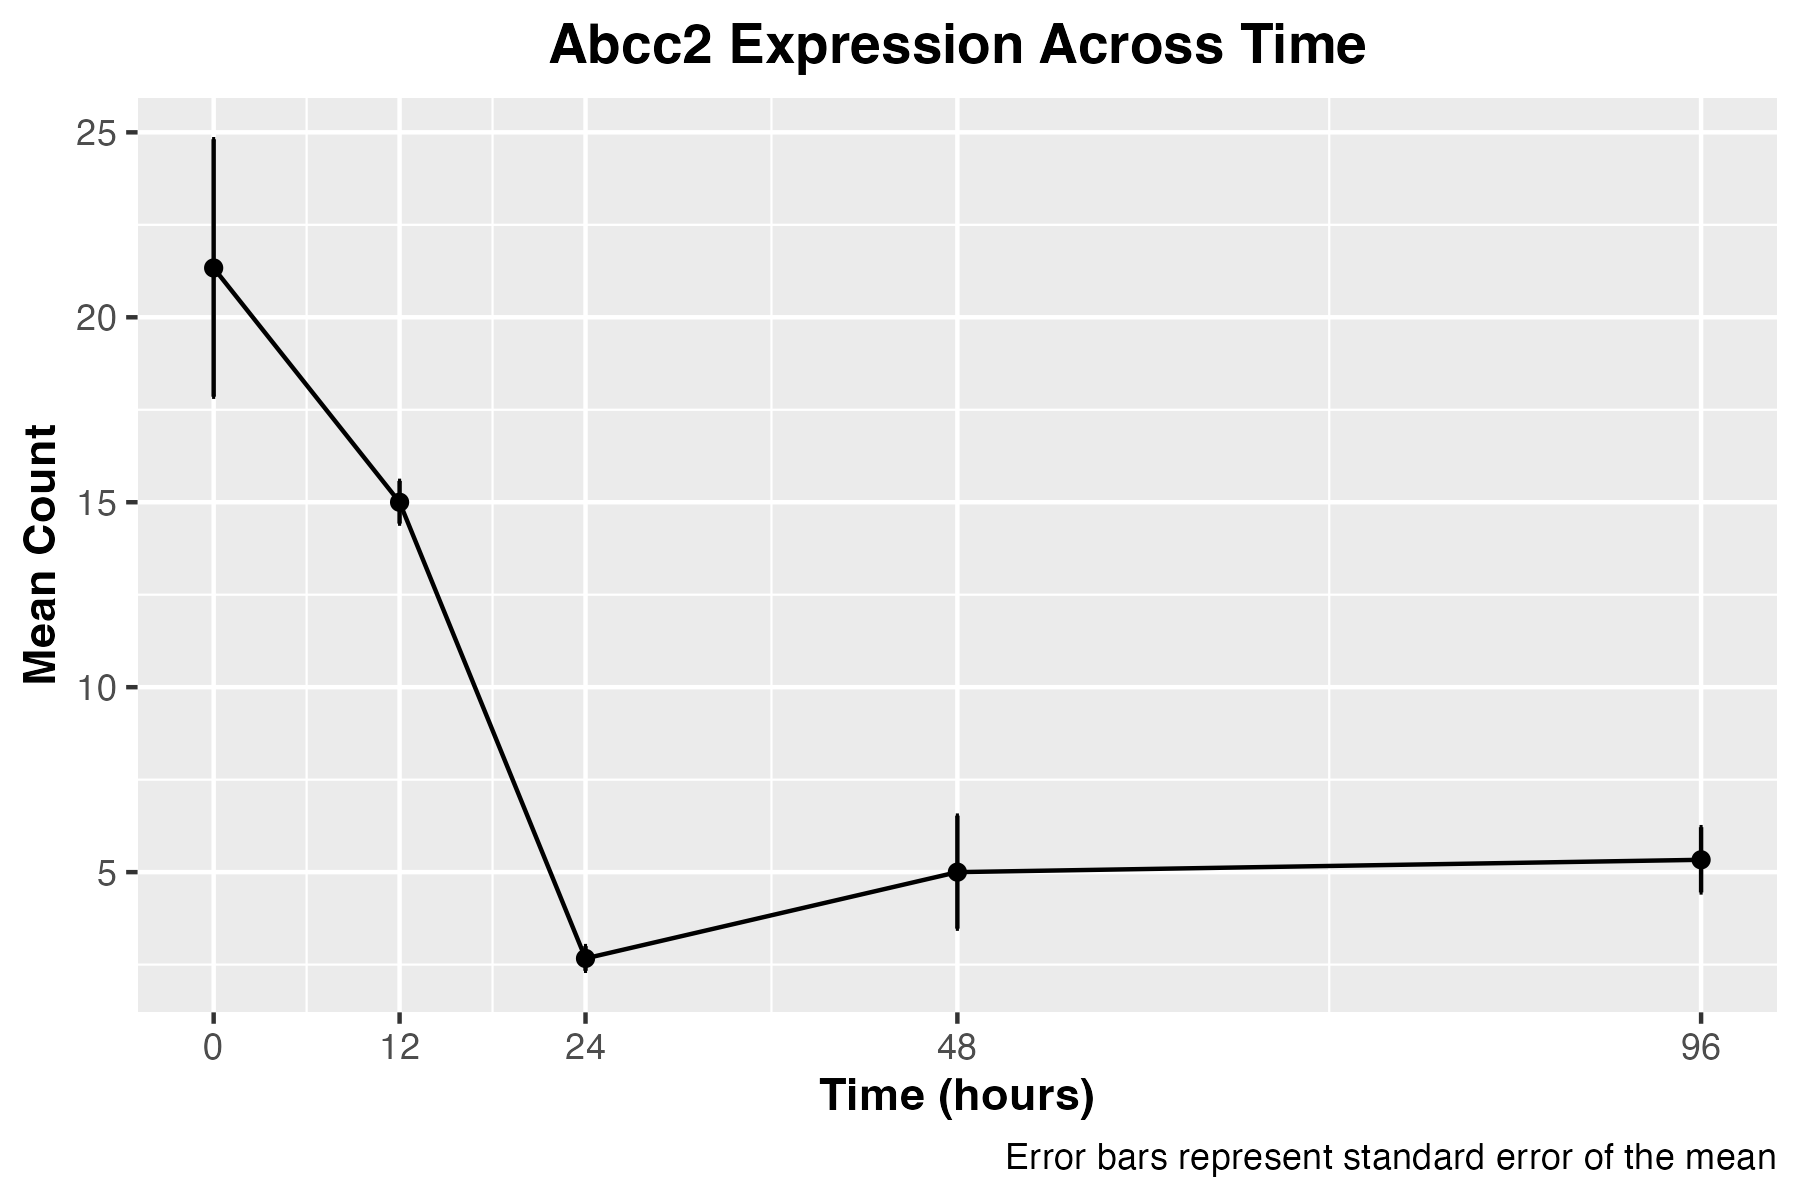 Abcc2 Expression Across Time
Mean Count
25
20
15
10
5
0 12 24 48 96
Time (hours)
Error bars represent standard error of the mean